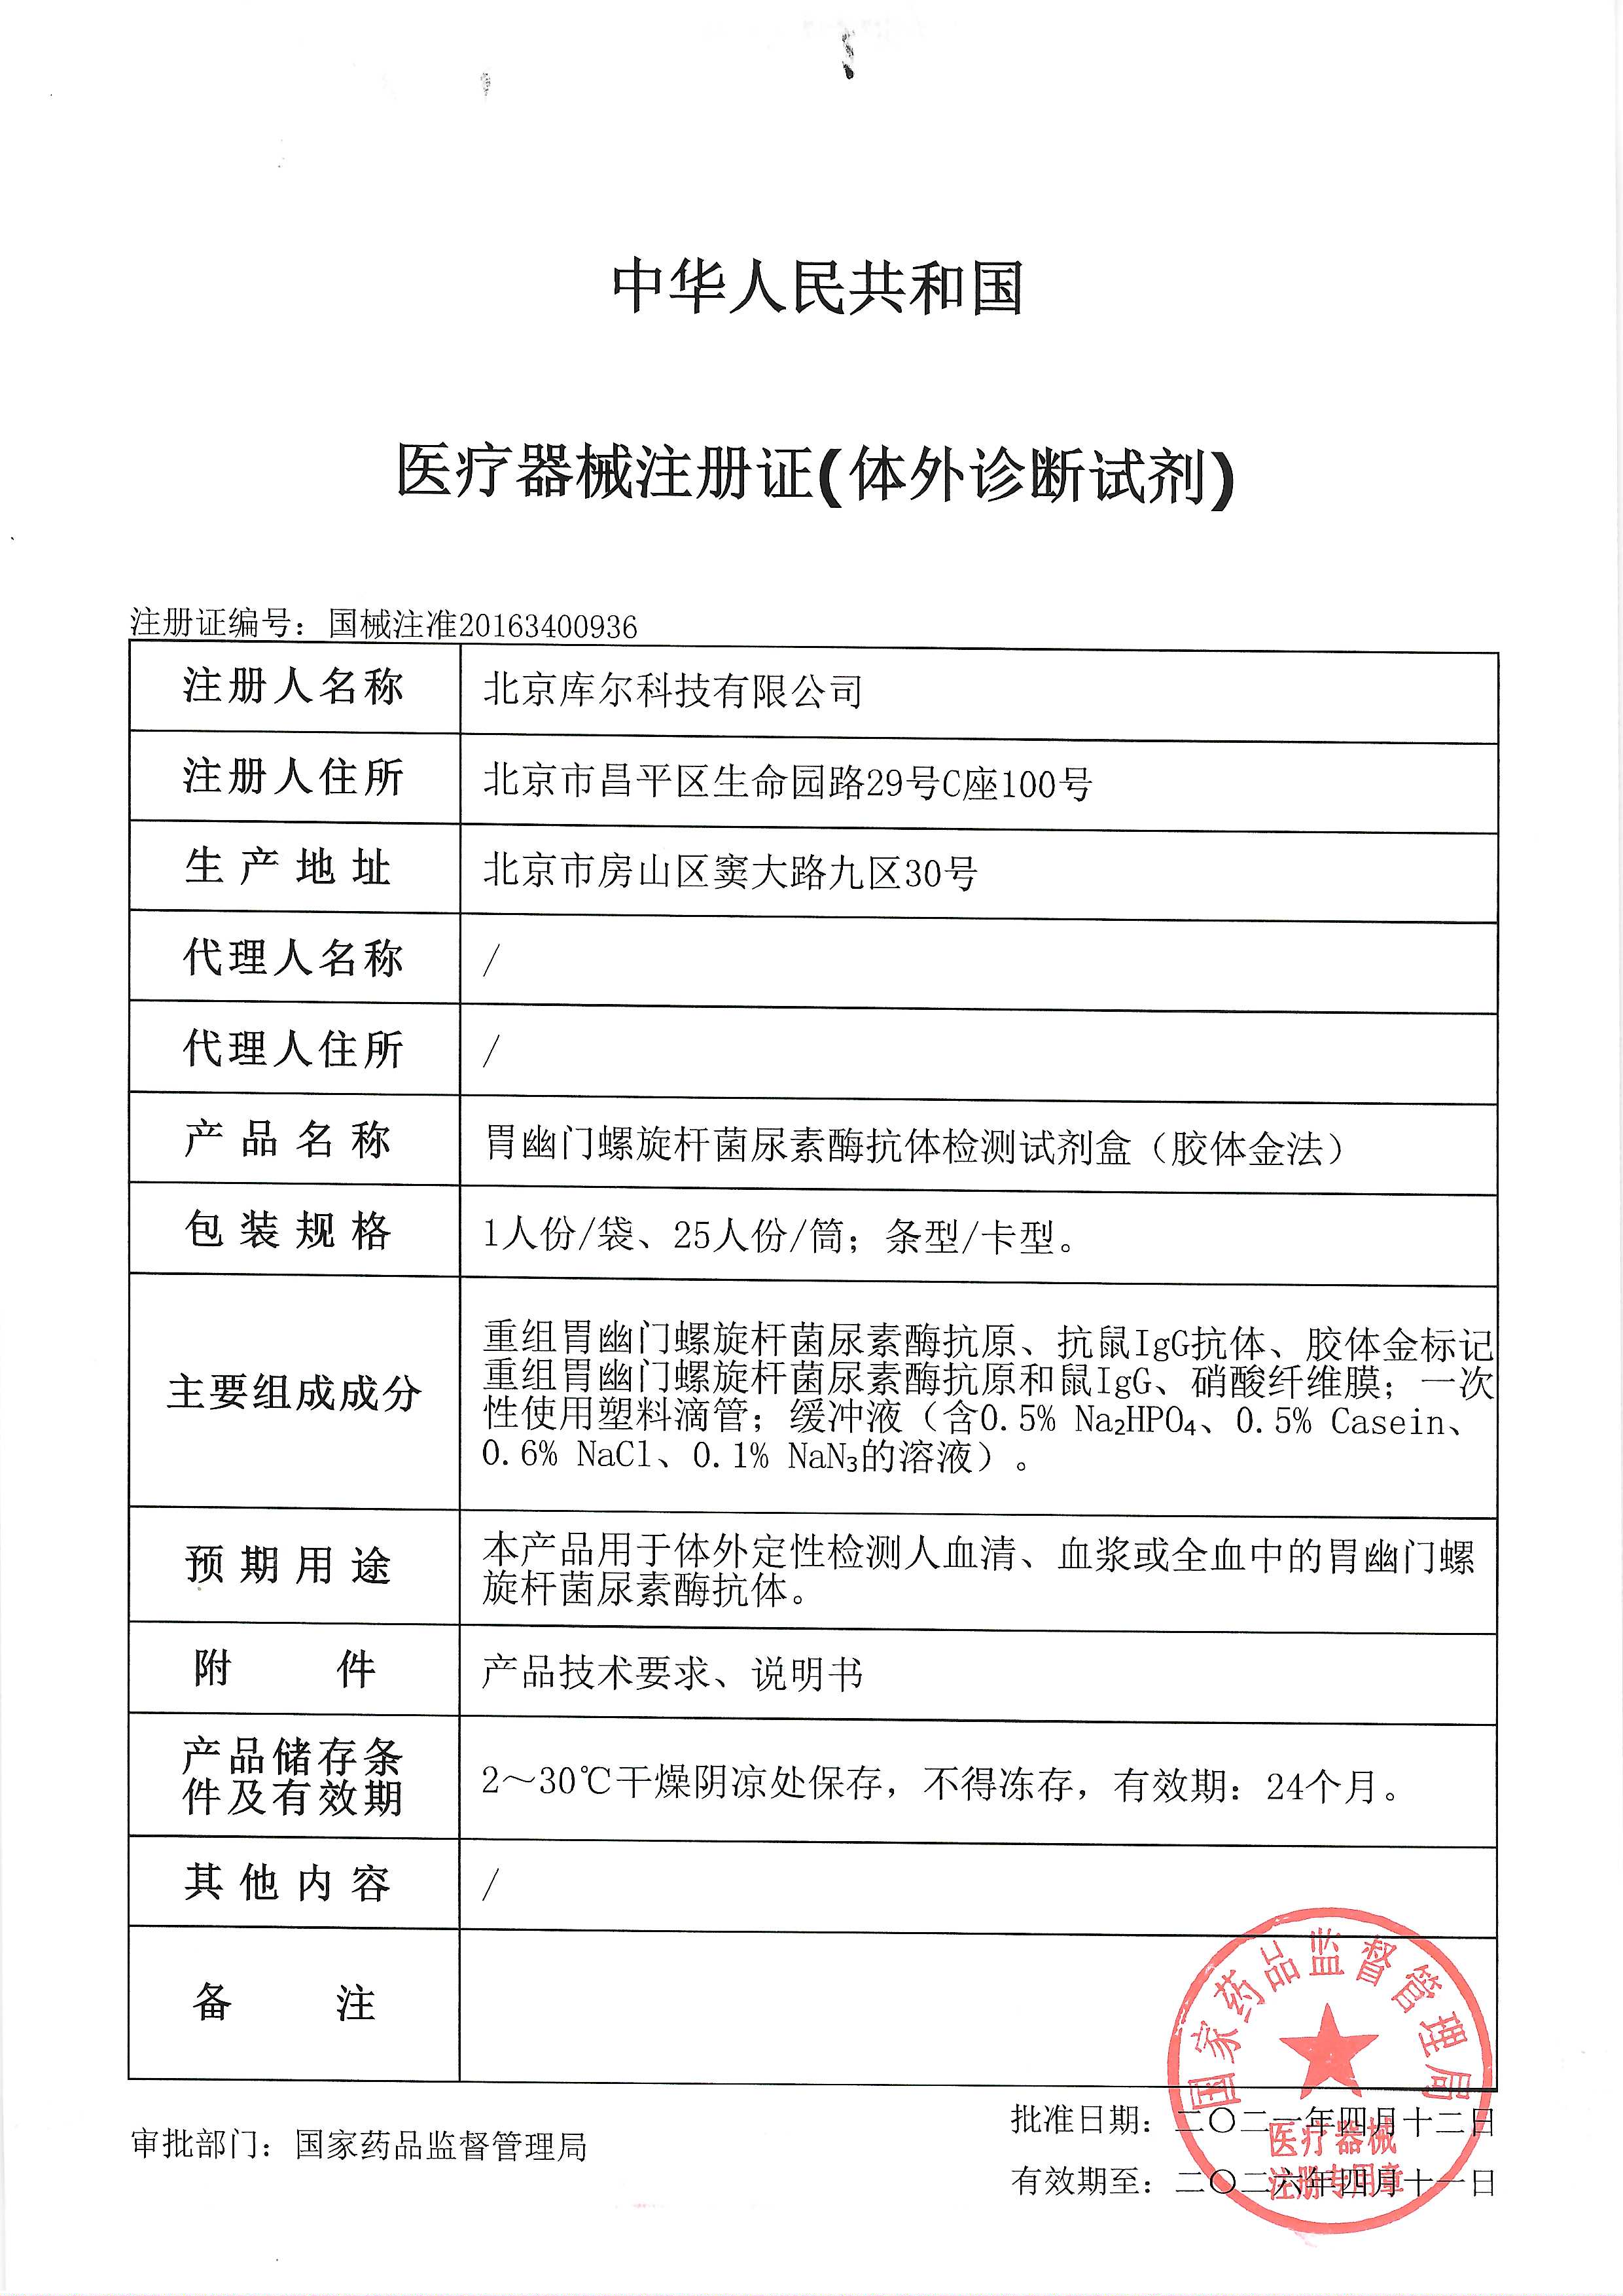 中华人民共和国
医疗器械注册证(体外诊断试剂)
注册证编号：国械注准20163400936
注册人名称
北京库尔科技有限公司
注册人住所
北京市昌平区生命园路29号C座100号
生产地址
北京市房山区窦大路九区30号
代理人名称
/
代理人住所
/
产品名称
胃幽门螺旋杆菌尿素酶抗体检测试剂盒（胶体金法）
包装规格
1人份/袋、25人份/筒；条型/卡型。
主要组成成分
重组胃幽门螺旋杆菌尿素酶抗原、抗鼠IgG抗体、胶体金标记
重组胃幽门螺旋杆菌尿素酶抗原和鼠IgG、硝酸纤维膜；一次
性使用塑料滴管；缓冲液（含0.5% Na₂HPO₄、0.5% Casein、
0.6% NaCl、0.1% NaN₃的溶液）。
预期用途
本产品用于体外定性检测人血清、血浆或全血中的胃幽门螺
旋杆菌尿素酶抗体。
附件
产品技术要求、说明书
产品储存条
件及有效期
2～30℃干燥阴凉处保存，不得冻存，有效期：24个月。
其他内容
/
备注
国家药品监督管理局
医疗器械
注册专用章
审批部门：国家药品监督管理局
批准日期：二〇二一年四月十二日
有效期至：二〇二六年四月十一日